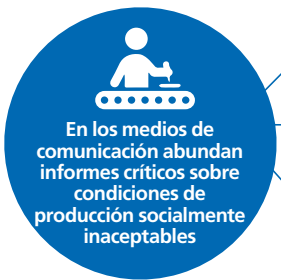 En los medios de
comunicación abundan
informes críticos sobre
condiciones de
producción socialmente
inaceptables